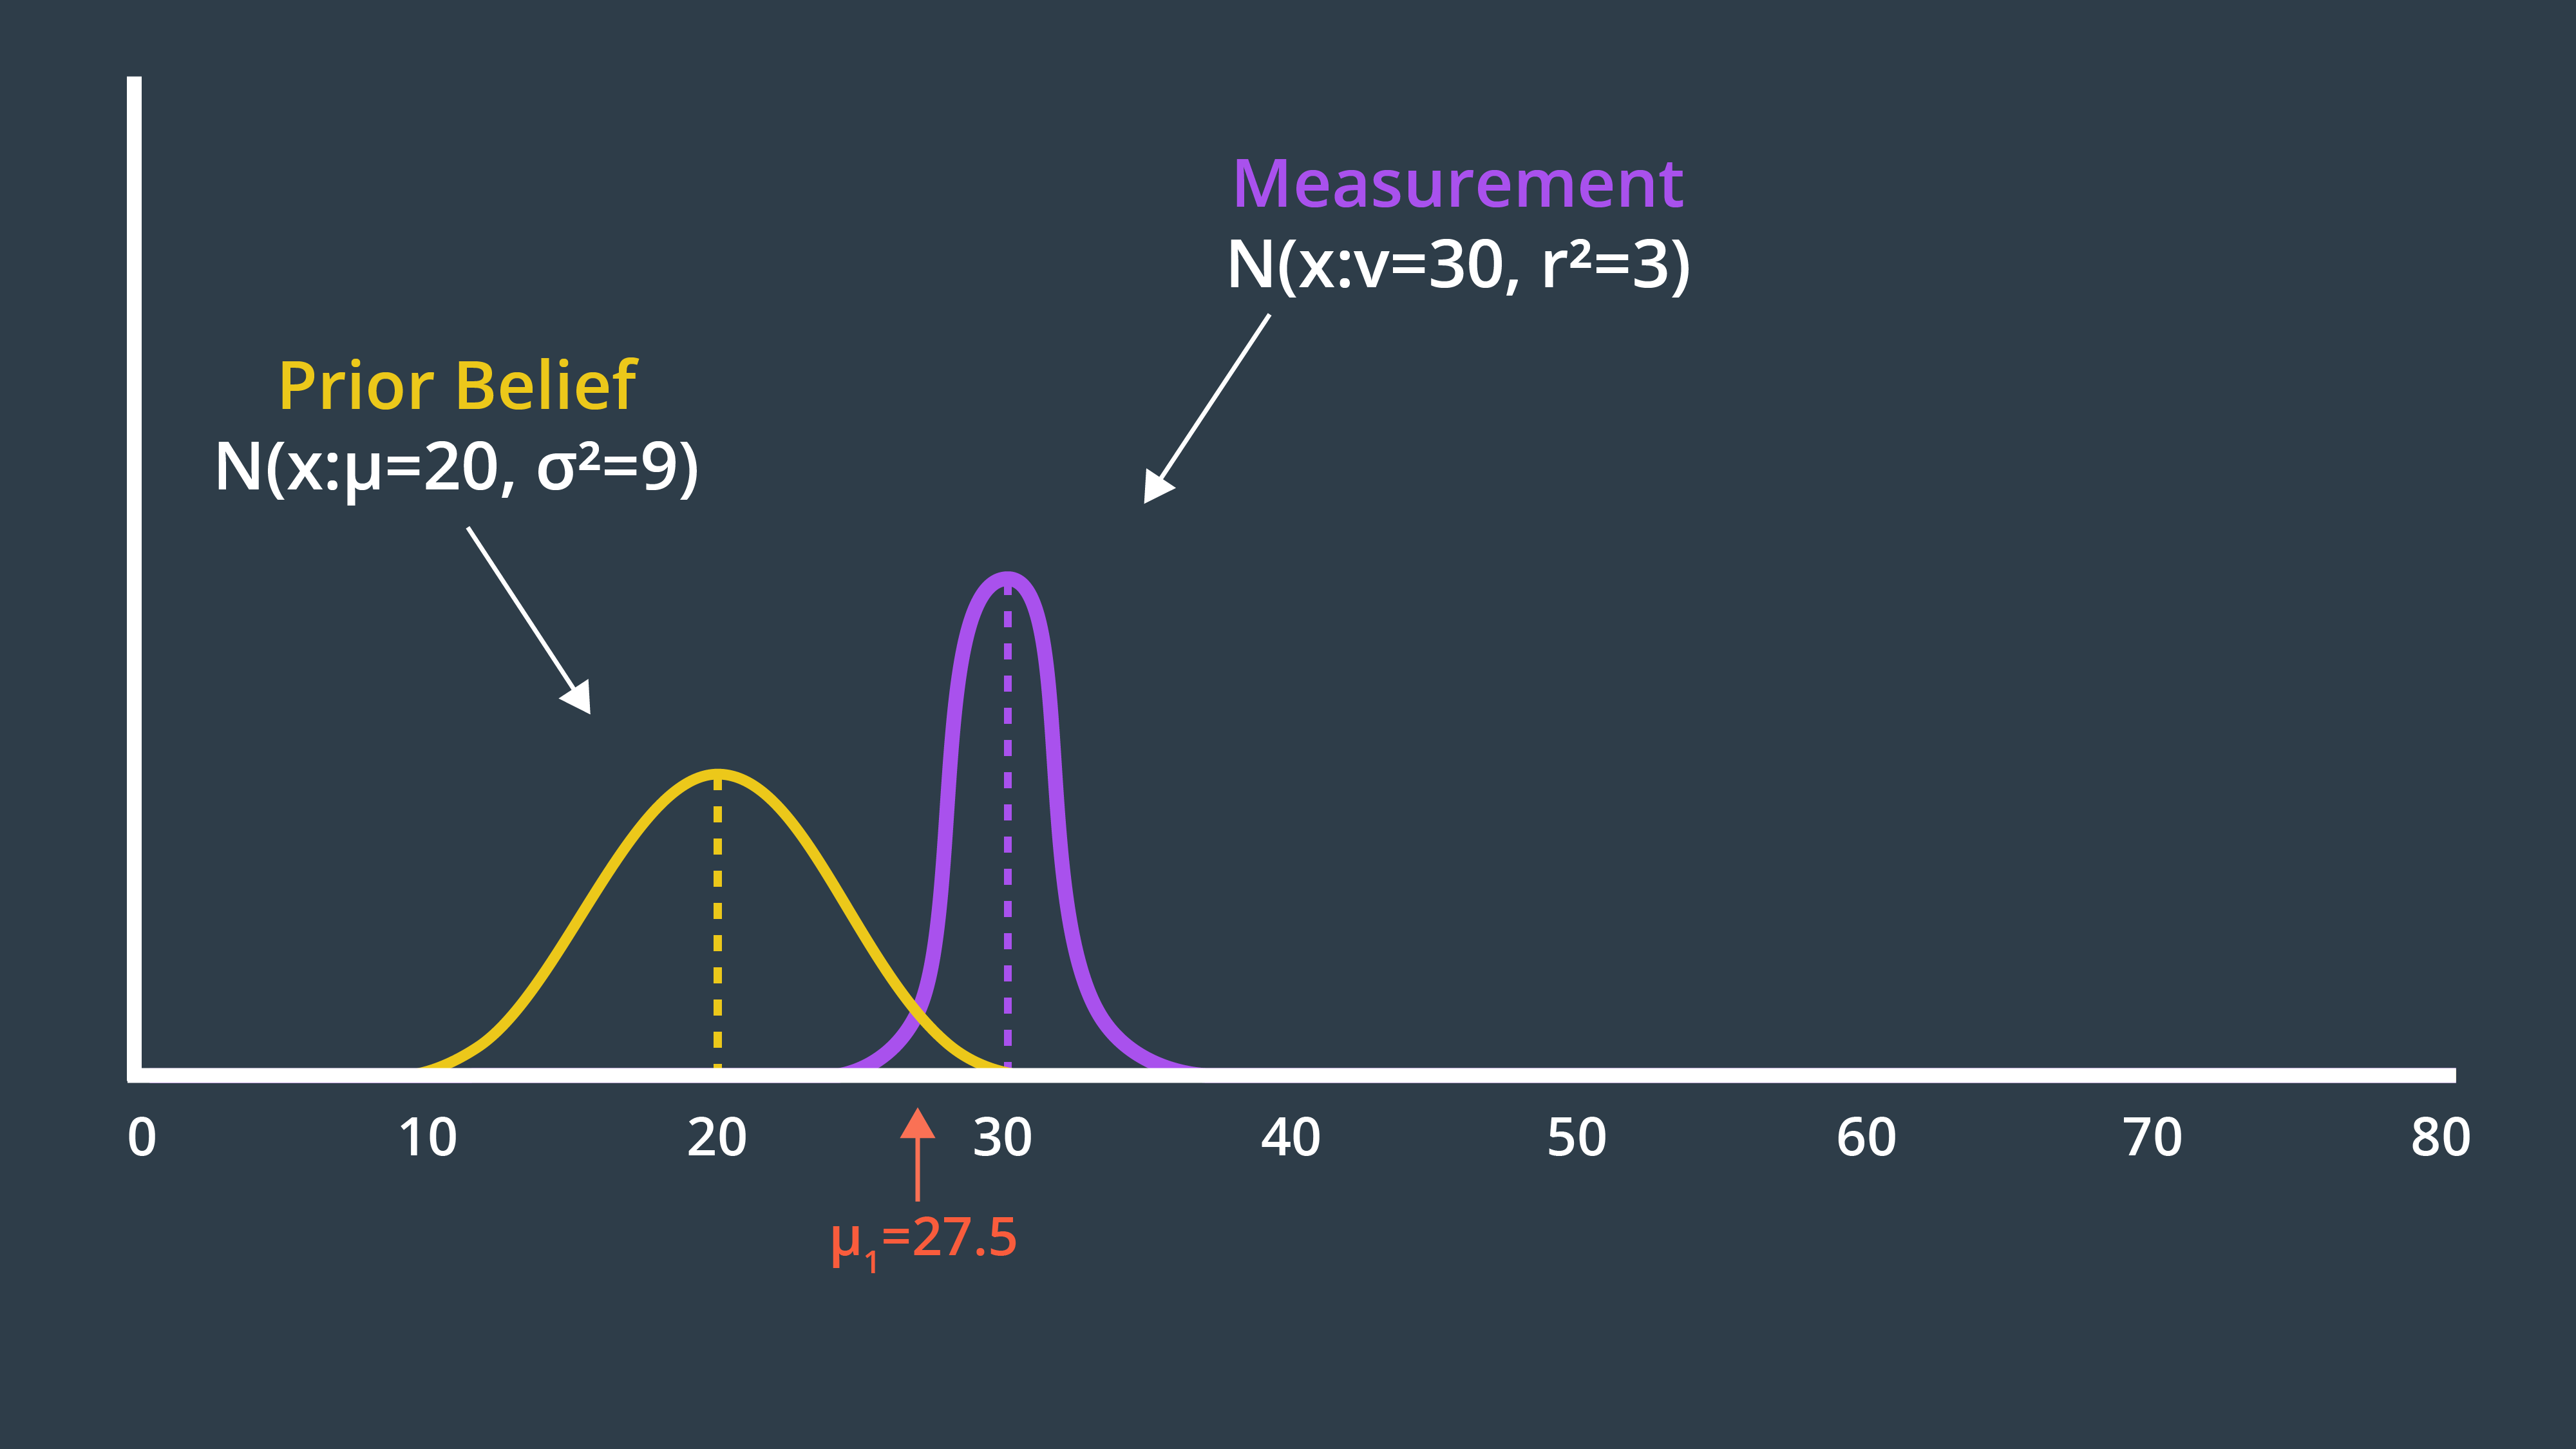 Measurement
N(x:v=30, r²=3)
Prior Belief
N(x:μ=20, σ²=9)
0 10 20 30 40 50 60 70 80
μ₁=27.5